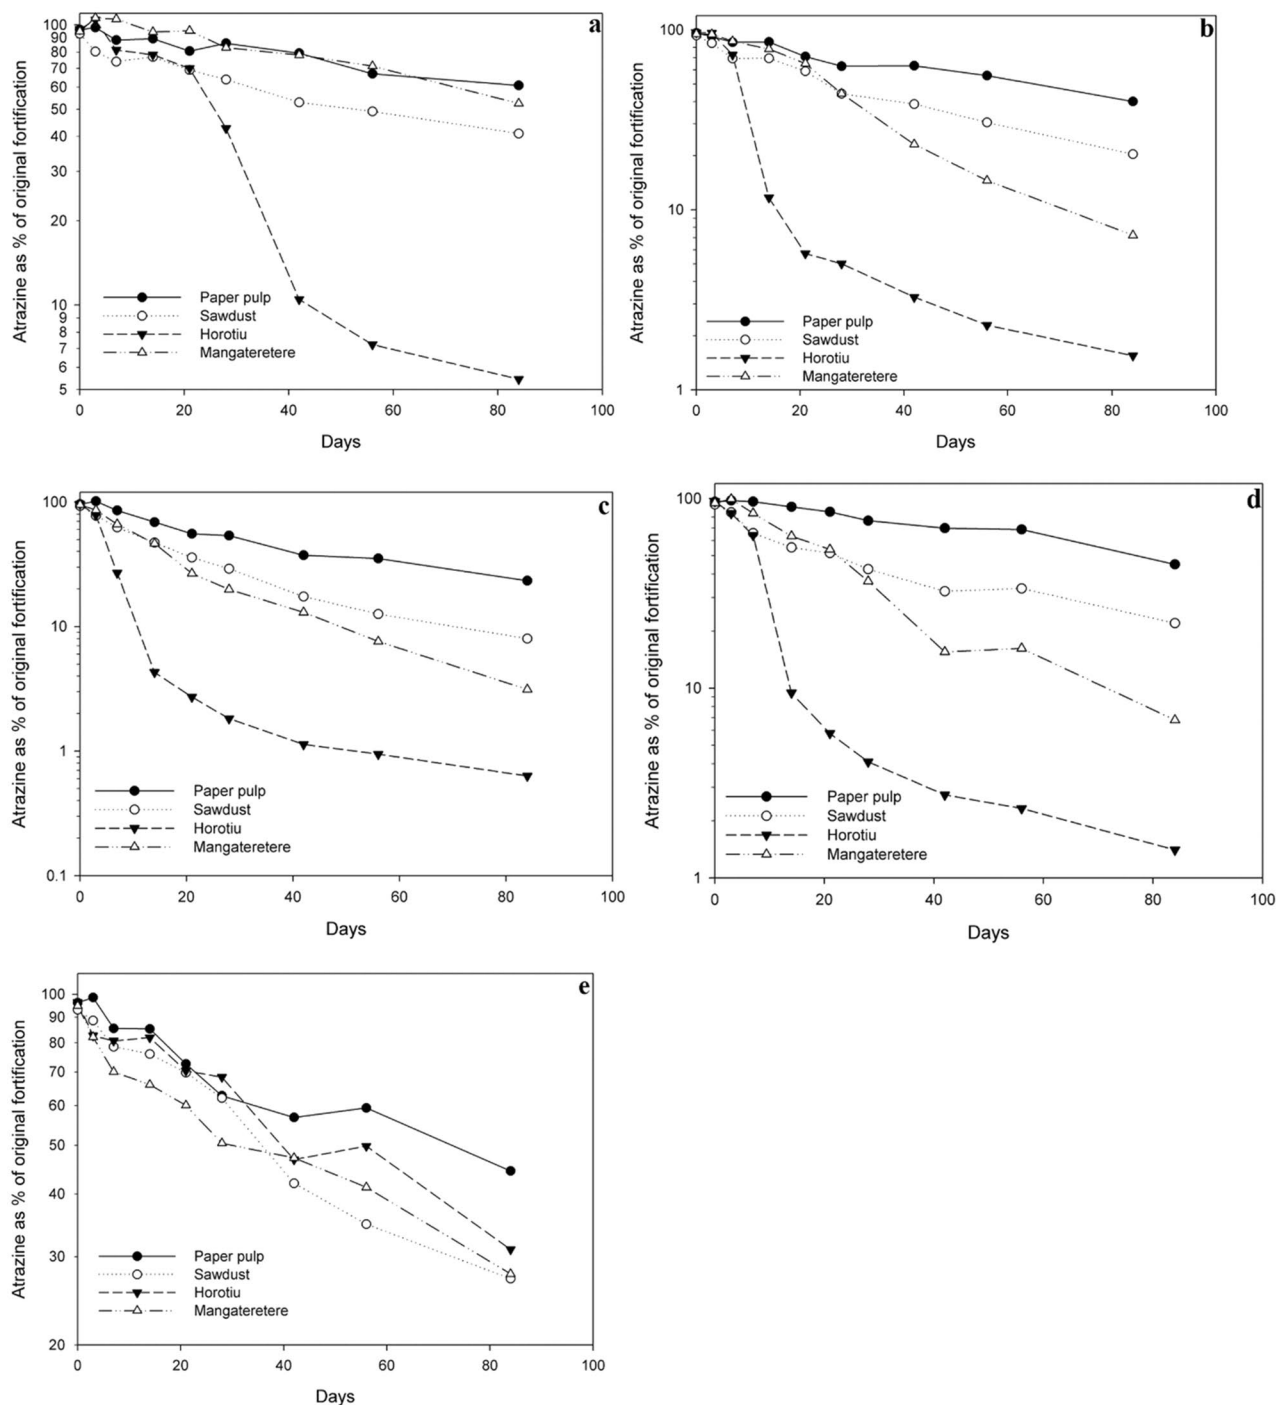 a
Atrazine as % of original fortification
100
90
80
70
60
50
40
30
20
10
9
8
7
6
5
Paper pulp
Sawdust
Horotiu
Mangateretere
0 20 40 60 80 100
Days
b
Atrazine as % of original fortification
100
10
1
Paper pulp
Sawdust
Horotiu
Mangateretere
0 20 40 60 80 100
Days
c
Atrazine as % of original fortification
100
10
1
0.1
Paper pulp
Sawdust
Horotiu
Mangateretere
0 20 40 60 80 100
Days
d
Atrazine as % of original fortification
100
10
1
Paper pulp
Sawdust
Horotiu
Mangateretere
0 20 40 60 80 100
Days
e
Atrazine as % of original fortification
100
90
80
70
60
50
40
30
20
Paper pulp
Sawdust
Horotiu
Mangateretere
0 20 40 60 80 100
Days